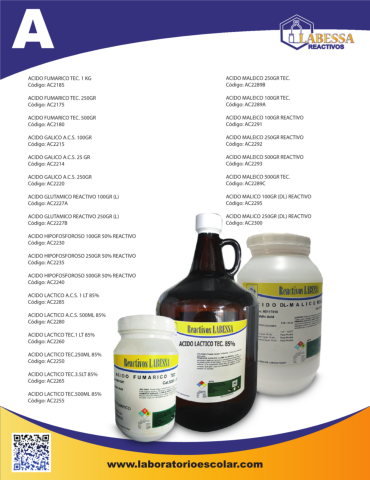 A
LABESSA
REACTIVOS
ACIDO FUMARICO TEC. 1 KG
Código: AC2185
ACIDO FUMARICO TEC. 250GR
Código: AC2175
ACIDO FUMARICO TEC. 500GR
Código: AC2180
ACIDO GALICO A.C.S. 100GR
Código: AC2215
ACIDO GALICO A.C.S. 25 GR
Código: AC2214
ACIDO GALICO A.C.S. 250GR
Código: AC2220
ACIDO GLUTAMICO REACTIVO 100GR (L)
Código: AC2227A
ACIDO GLUTAMICO REACTIVO 250GR (L)
Código: AC2227B
ACIDO HIPOFOSFOROSO 100GR 50% REACTIVO
Código: AC2230
ACIDO HIPOFOSFOROSO 250GR 50% REACTIVO
Código: AC2235
ACIDO HIPOFOSFOROSO 500GR 50% REACTIVO
Código: AC2240
ACIDO LACTICO A.C.S. 1 LT 85%
Código: AC2285
ACIDO LACTICO A.C.S. 500ML 85%
Código: AC2280
ACIDO LACTICO TEC.1 LT 85%
Código: AC2260
ACIDO LACTICO TEC.250ML 85%
Código: AC2250
ACIDO LACTICO TEC.3.5LT 85%
Código: AC2265
ACIDO LACTICO TEC.500ML 85%
Código: AC2255
ACIDO MALEICO 250GR TEC.
Código: AC2289B
ACIDO MALEICO 100GR TEC.
Código: AC2289A
ACIDO MALEICO 100GR REACTIVO
Código: AC2291
ACIDO MALEICO 250GR REACTIVO
Código: AC2292
ACIDO MALEICO 500GR REACTIVO
Código: AC2293
ACIDO MALEICO 500GR TEC.
Código: AC2289C
ACIDO MALICO 100GR (DL) REACTIVO
Código: AC2295
ACIDO MALICO 250GR (DL) REACTIVO
Código: AC2300
Reactivos LABESSA
ACIDO FUMARICO TEC
Reactivos LABESSA
ACIDO LACTICO TEC. 85%
www.laboratorioescolar.com